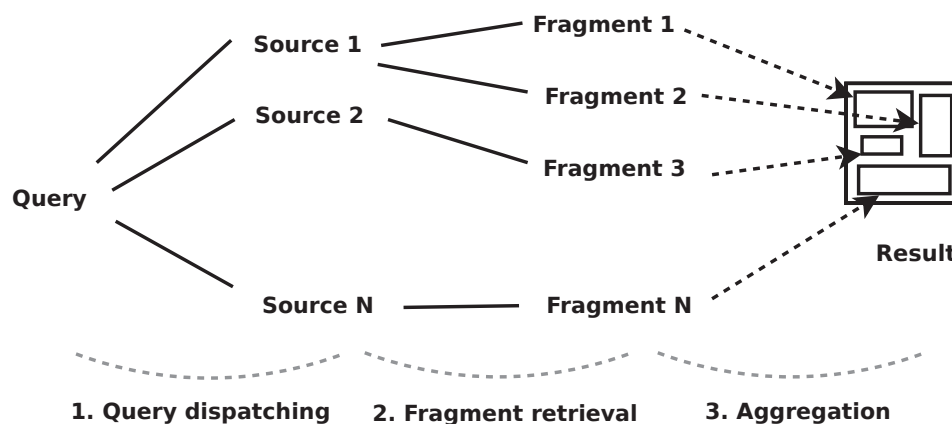 Fragment 1
Source 1
Fragment 2
Source 2
Fragment 3
Query
Result
Source N
Fragment N
1. Query dispatching
2. Fragment retrieval
3. Aggregation